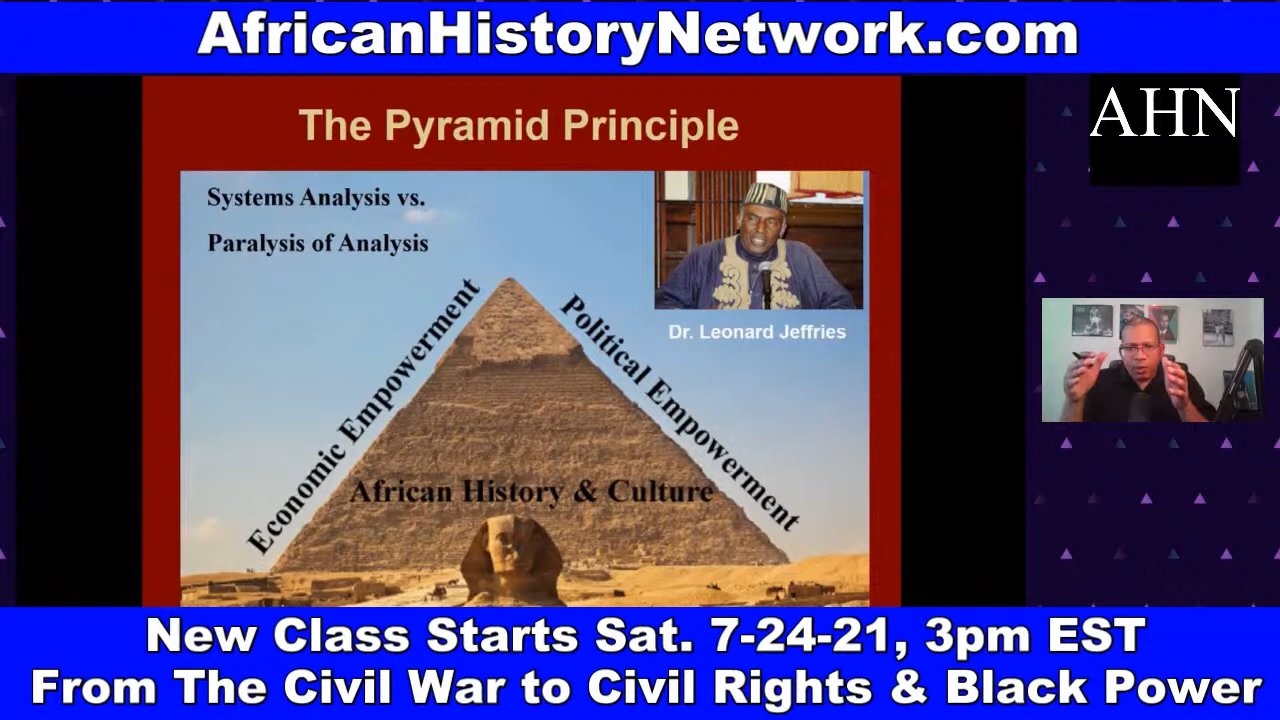 AfricanHistoryNetwork.com
AHN
The Pyramid Principle
Systems Analysis vs.
Paralysis of Analysis
Dr. Leonard Jeffries
Economic Empowerment
Political Empowerment
African History & Culture
New Class Starts Sat. 7-24-21, 3pm EST
From The Civil War to Civil Rights & Black Power